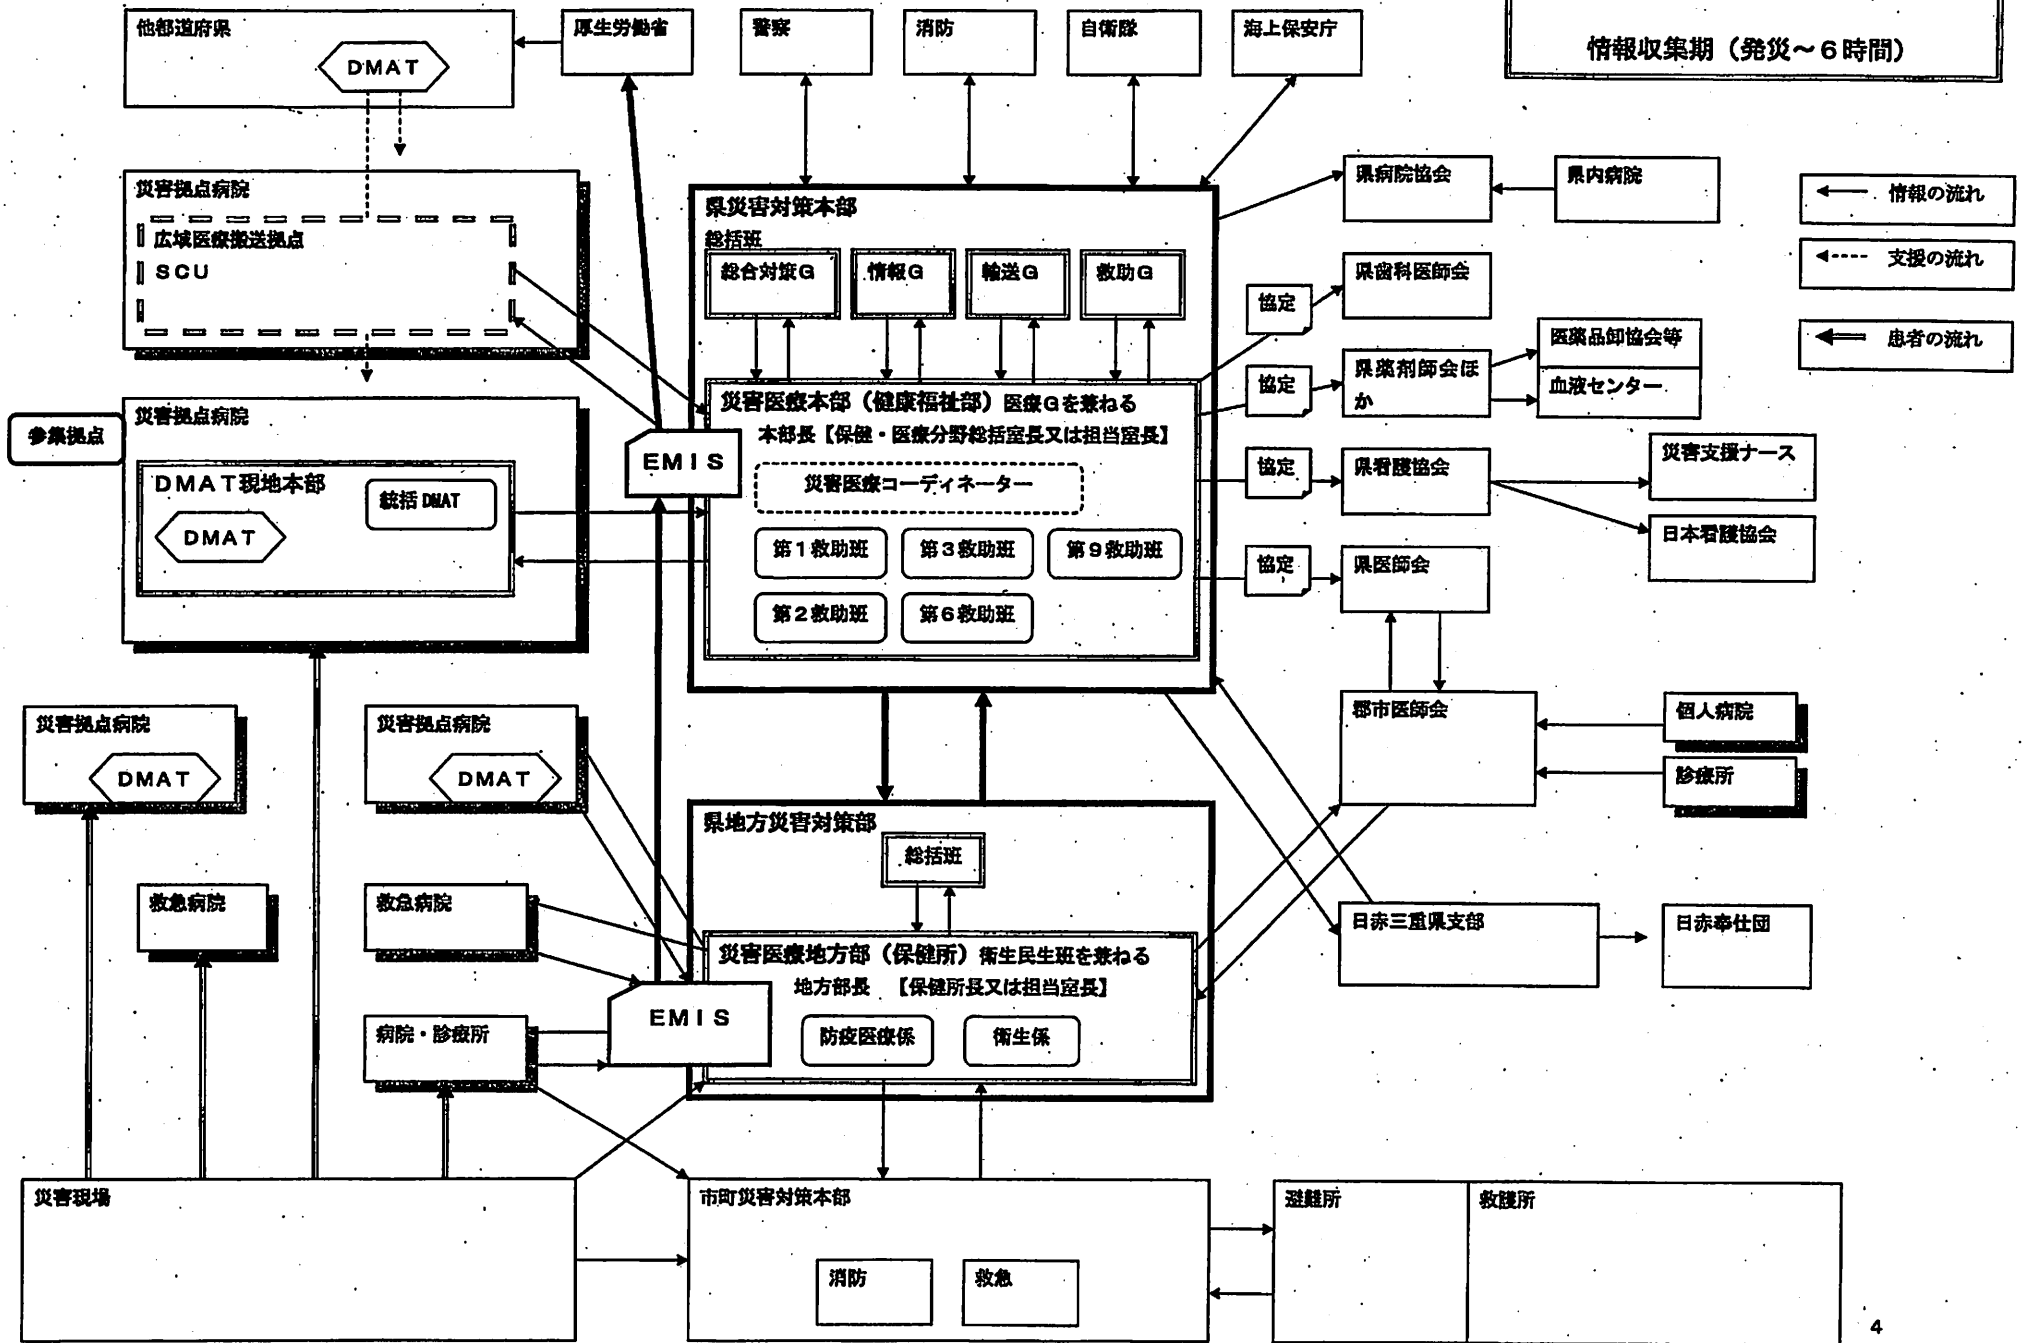 情報収集期（発災～6時間）
他都道府県
DMAT
厚生労働省
警察
消防
自衛隊
海上保安庁
災害拠点病院
広域医療搬送拠点
SCU
県災害対策本部
総括班
総合対策G
情報G
輸送G
救助G
県病院協会
県内病院
情報の流れ
支援の流れ
患者の流れ
協定
県歯科医師会
協定
県薬剤師会ほ
か
医薬品卸協会等
血液センター
参集拠点
災害拠点病院
DMAT現地本部
統括DMAT
DMAT
EMIS
災害医療本部（健康福祉部）医療Gを兼ねる
本部長【保健・医療分野総括室長又は担当室長】
災害医療コーディネーター
第1救助班
第3救助班
第9救助班
第2救助班
第6救助班
協定
県看護協会
災害支援ナース
日本看護協会
協定
県医師会
災害拠点病院
DMAT
災害拠点病院
DMAT
郡市医師会
個人病院
診療所
県地方災害対策部
総括班
救急病院
救急病院
災害医療地方部（保健所）衛生民生班を兼ねる
地方部長　【保健所長又は担当室長】
EMIS
防疫医療係
衛生係
病院・診療所
日赤三重県支部
日赤奉仕団
災害現場
市町災害対策本部
消防
救急
避難所
救護所
4